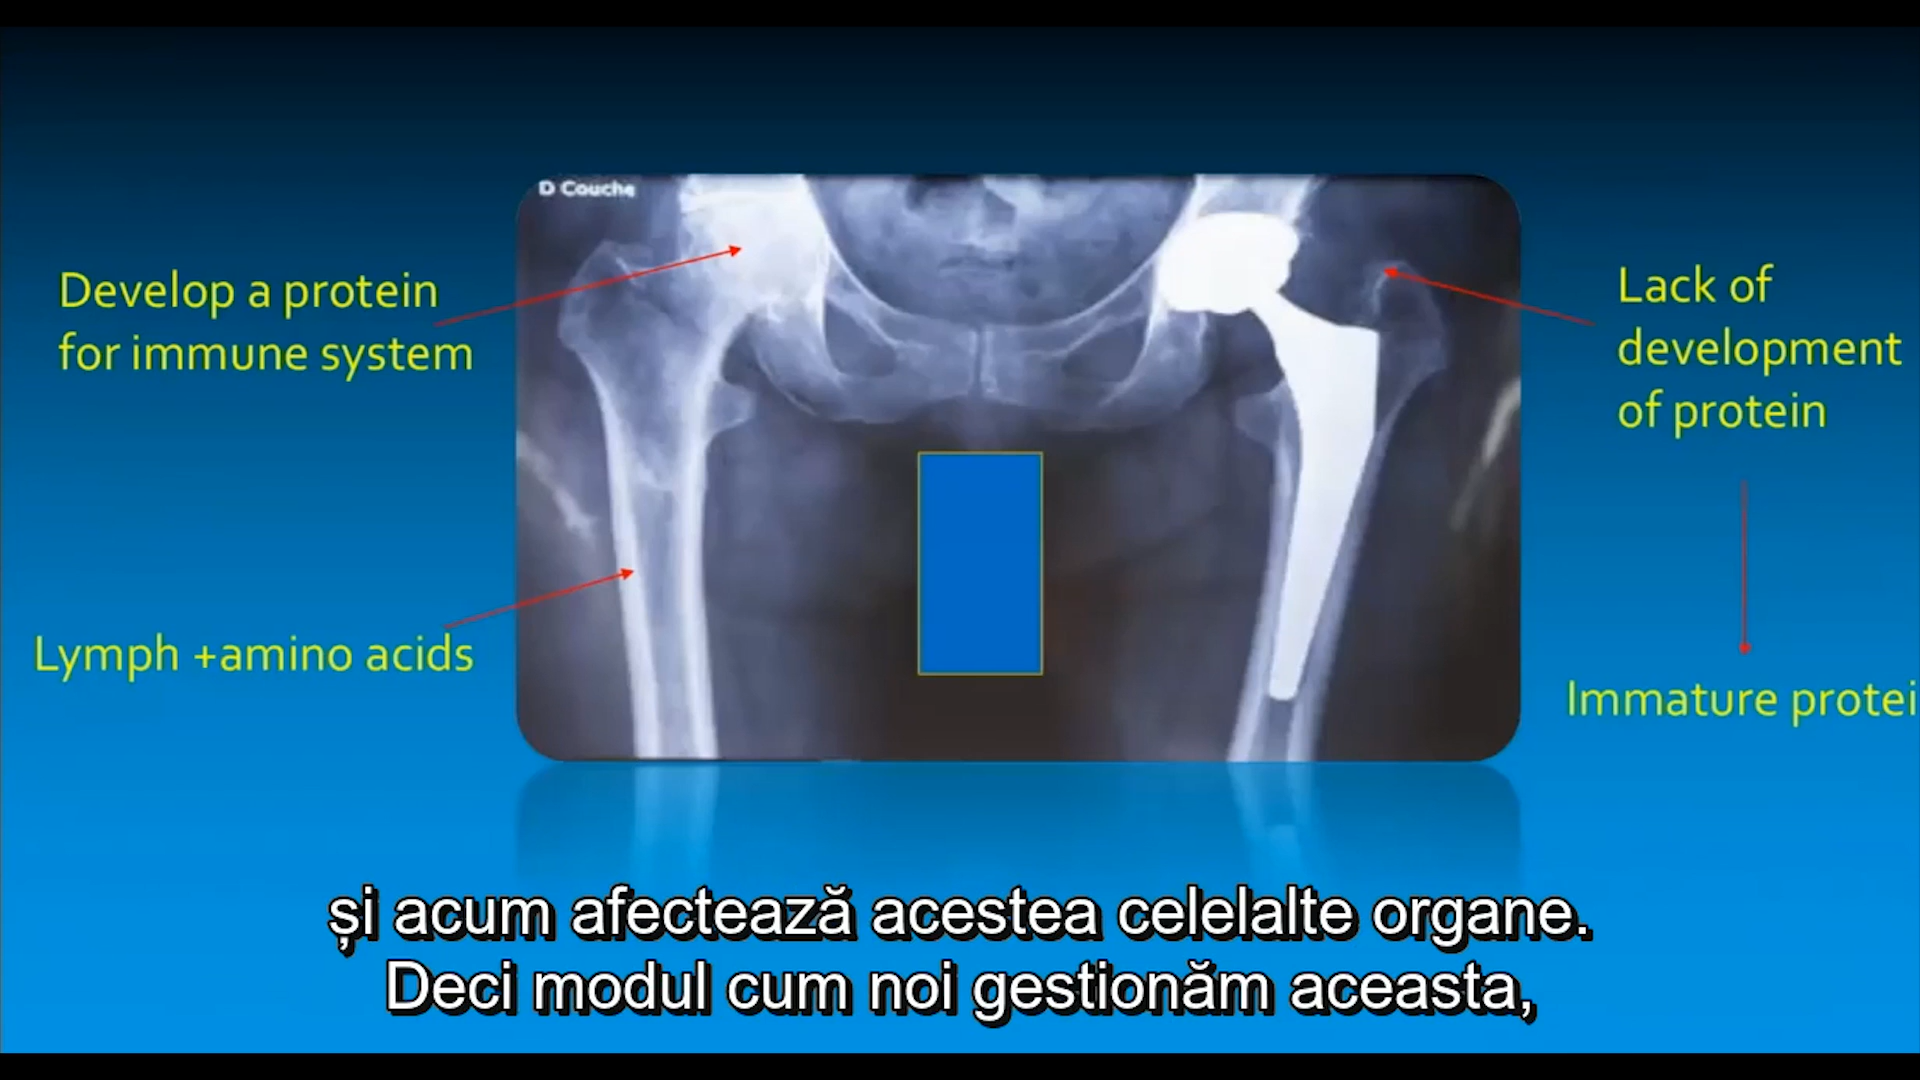 D Couche
Develop a protein
for immune system
Lack of
development
of protein
Lymph +amino acids
Immature protei
și acum afectează acestea celelalte organe.
Deci modul cum noi gestionăm aceasta,